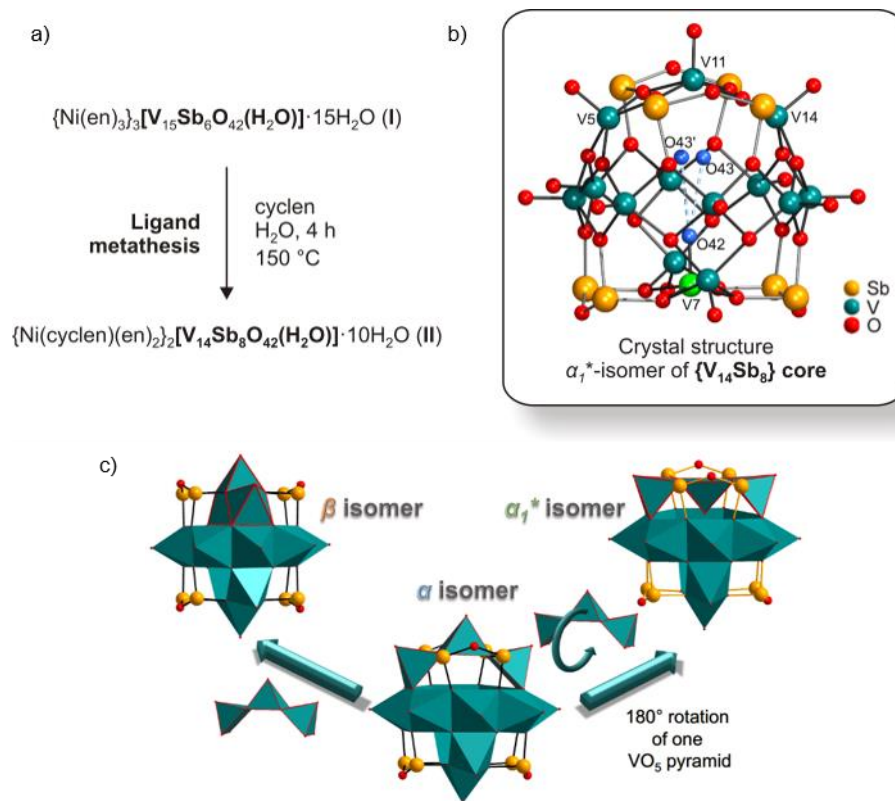 a)
{Ni(en)₃}₃[V₁₅Sb₆O₄₂(H₂O)]·15H₂O (I)
Ligand
metathesis
cyclen
H₂O, 4 h
150 °C
{Ni(cyclen)(en)₂}₂[V₁₄Sb₈O₄₂(H₂O)]·10H₂O (II)
b)
V11
V5
V14
O43'
O43
O42
V7
Sb
V
O
Crystal structure
α₁*-isomer of {V₁₄Sb₈} core
c)
β isomer
α₁* isomer
α isomer
180° rotation
of one
VO₅ pyramid